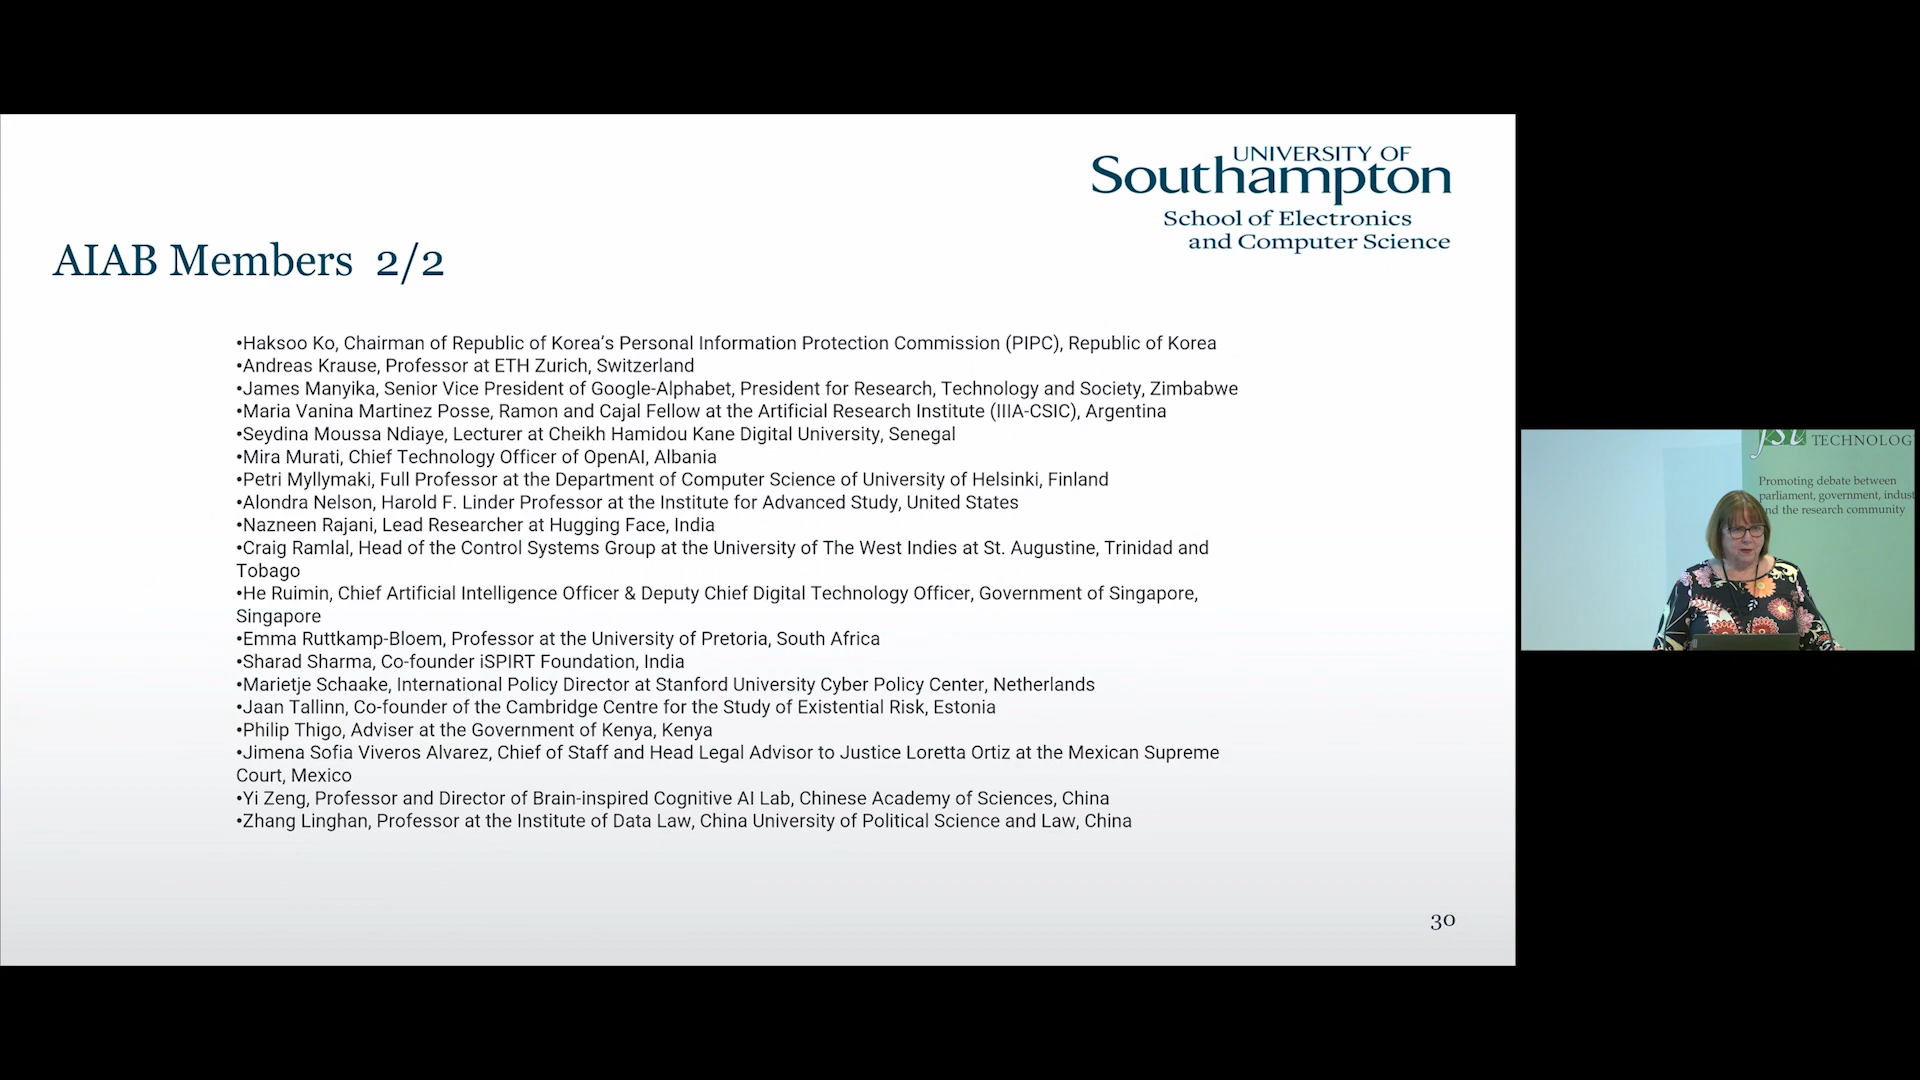 UNIVERSITY OF
Southampton
School of Electronics
and Computer Science
AIAB Members 2/2
•Haksoo Ko, Chairman of Republic of Korea’s Personal Information Protection Commission (PIPC), Republic of Korea
•Andreas Krause, Professor at ETH Zurich, Switzerland
•James Manyika, Senior Vice President of Google-Alphabet, President for Research, Technology and Society, Zimbabwe
•Maria Vanina Martinez Posse, Ramon and Cajal Fellow at the Artificial Research Institute (IIIA-CSIC), Argentina
•Seydina Moussa Ndiaye, Lecturer at Cheikh Hamidou Kane Digital University, Senegal
•Mira Murati, Chief Technology Officer of OpenAI, Albania
•Petri Myllymaki, Full Professor at the Department of Computer Science of University of Helsinki, Finland
•Alondra Nelson, Harold F. Linder Professor at the Institute for Advanced Study, United States
•Nazneen Rajani, Lead Researcher at Hugging Face, India
•Craig Ramlal, Head of the Control Systems Group at the University of The West Indies at St. Augustine, Trinidad and
Tobago
•He Ruimin, Chief Artificial Intelligence Officer & Deputy Chief Digital Technology Officer, Government of Singapore,
Singapore
•Emma Ruttkamp-Bloem, Professor at the University of Pretoria, South Africa
•Sharad Sharma, Co-founder iSPIRT Foundation, India
•Marietje Schaake, International Policy Director at Stanford University Cyber Policy Center, Netherlands
•Jaan Tallinn, Co-founder of the Cambridge Centre for the Study of Existential Risk, Estonia
•Philip Thigo, Adviser at the Government of Kenya, Kenya
•Jimena Sofia Viveros Alvarez, Chief of Staff and Head Legal Advisor to Justice Loretta Ortiz at the Mexican Supreme
Court, Mexico
•Yi Zeng, Professor and Director of Brain-inspired Cognitive AI Lab, Chinese Academy of Sciences, China
•Zhang Linghan, Professor at the Institute of Data Law, China University of Political Science and Law, China
30
fst TECHNOLOG
Promoting debate between
parliament, government, indust
and the research community